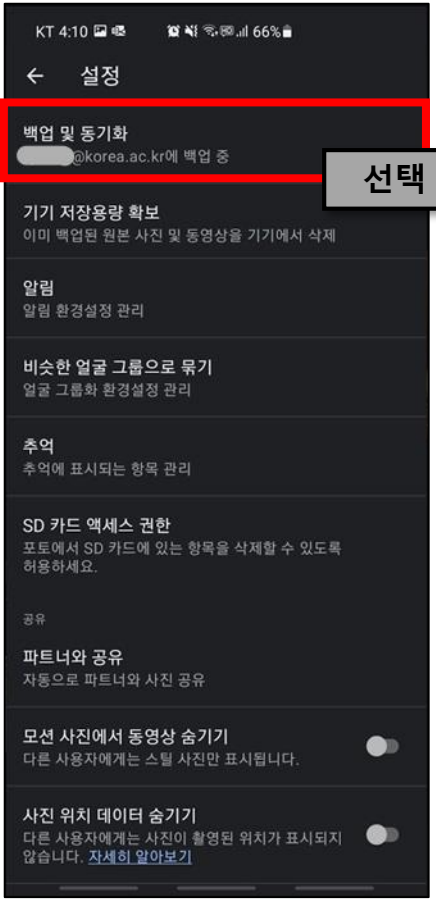 KT 4:10 66%
설정
백업 및 동기화
@korea.ac.kr에 백업 중
선택
기기 저장용량 확보
이미 백업된 원본 사진 및 동영상을 기기에서 삭제
알림
알림 환경설정 관리
비슷한 얼굴 그룹으로 묶기
얼굴 그룹화 환경설정 관리
추억
추억에 표시되는 항목 관리
SD 카드 액세스 권한
포토에서 SD 카드에 있는 항목을 삭제할 수 있도록
허용하세요.
공유
파트너와 공유
자동으로 파트너와 사진 공유
모션 사진에서 동영상 숨기기
다른 사용자에게는 스틸 사진만 표시됩니다.
사진 위치 데이터 숨기기
다른 사용자에게는 사진이 촬영된 위치가 표시되지
않습니다. 자세히 알아보기